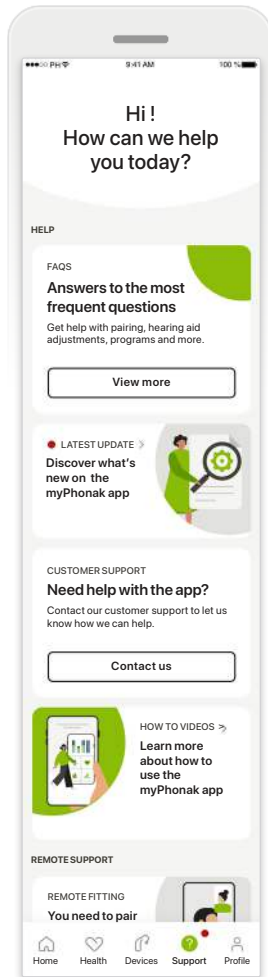 PH
9:41 AM
100 %
Hi !
How can we help
you today?
HELP
FAQS
Answers to the most
frequent questions
Get help with pairing, hearing aid
adjustments, programs and more.
View more
LATEST UPDATE
Discover what's
new on the
myPhonak app
CUSTOMER SUPPORT
Need help with the app?
Contact our customer support to let us
know how we can help.
Contact us
HOW TO VIDEOS
Learn more
about how to
use the
myPhonak app
REMOTE SUPPORT
REMOTE FITTING
You need to pair
Home Health Devices Support Profile